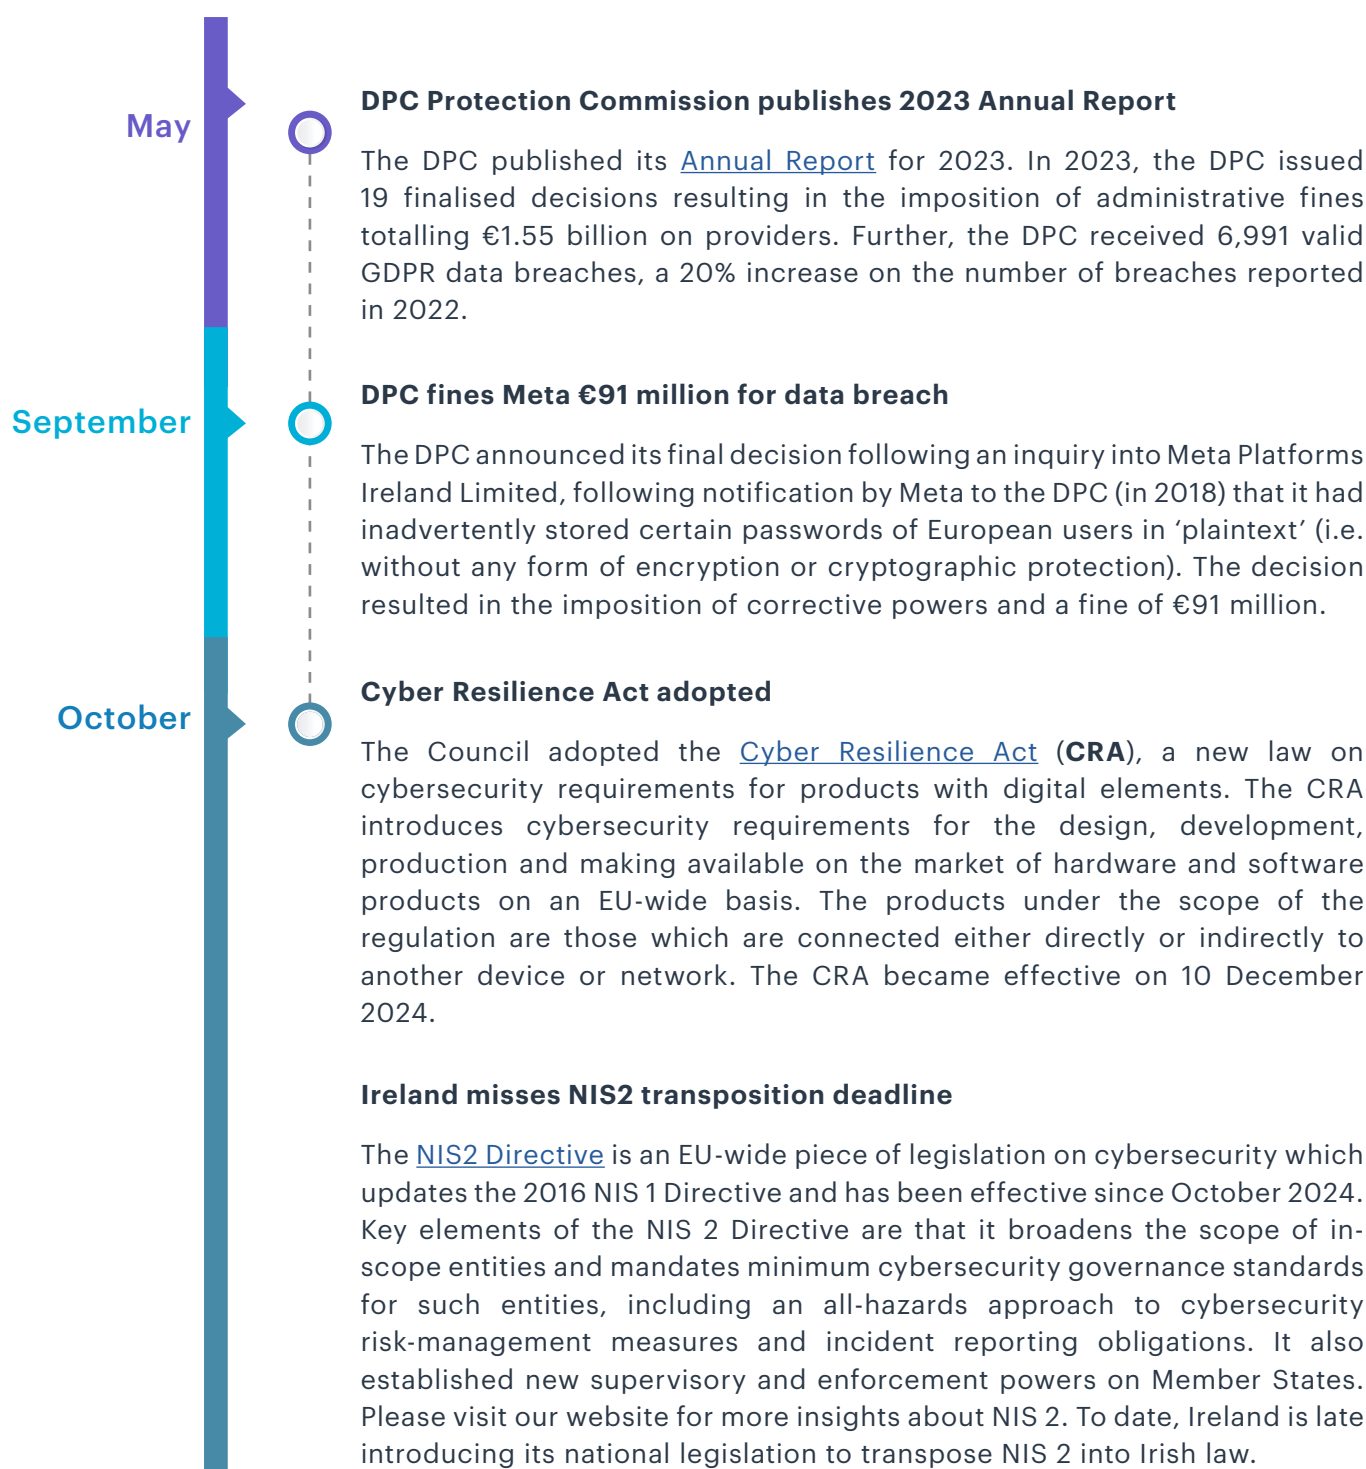 May
DPC Protection Commission publishes 2023 Annual Report
The DPC published its Annual Report for 2023. In 2023, the DPC issued
19 finalised decisions resulting in the imposition of administrative fines
totalling €1.55 billion on providers. Further, the DPC received 6,991 valid
GDPR data breaches, a 20% increase on the number of breaches reported
in 2022.
September
DPC fines Meta €91 million for data breach
The DPC announced its final decision following an inquiry into Meta Platforms
Ireland Limited, following notification by Meta to the DPC (in 2018) that it had
inadvertently stored certain passwords of European users in ‘plaintext’ (i.e.
without any form of encryption or cryptographic protection). The decision
resulted in the imposition of corrective powers and a fine of €91 million.
October
Cyber Resilience Act adopted
The Council adopted the Cyber Resilience Act (CRA), a new law on
cybersecurity requirements for products with digital elements. The CRA
introduces cybersecurity requirements for the design, development,
production and making available on the market of hardware and software
products on an EU-wide basis. The products under the scope of the
regulation are those which are connected either directly or indirectly to
another device or network. The CRA became effective on 10 December
2024.
Ireland misses NIS2 transposition deadline
The NIS2 Directive is an EU-wide piece of legislation on cybersecurity which
updates the 2016 NIS 1 Directive and has been effective since October 2024.
Key elements of the NIS 2 Directive are that it broadens the scope of in-
scope entities and mandates minimum cybersecurity governance standards
for such entities, including an all-hazards approach to cybersecurity
risk-management measures and incident reporting obligations. It also
established new supervisory and enforcement powers on Member States.
Please visit our website for more insights about NIS 2. To date, Ireland is late
introducing its national legislation to transpose NIS 2 into Irish law.